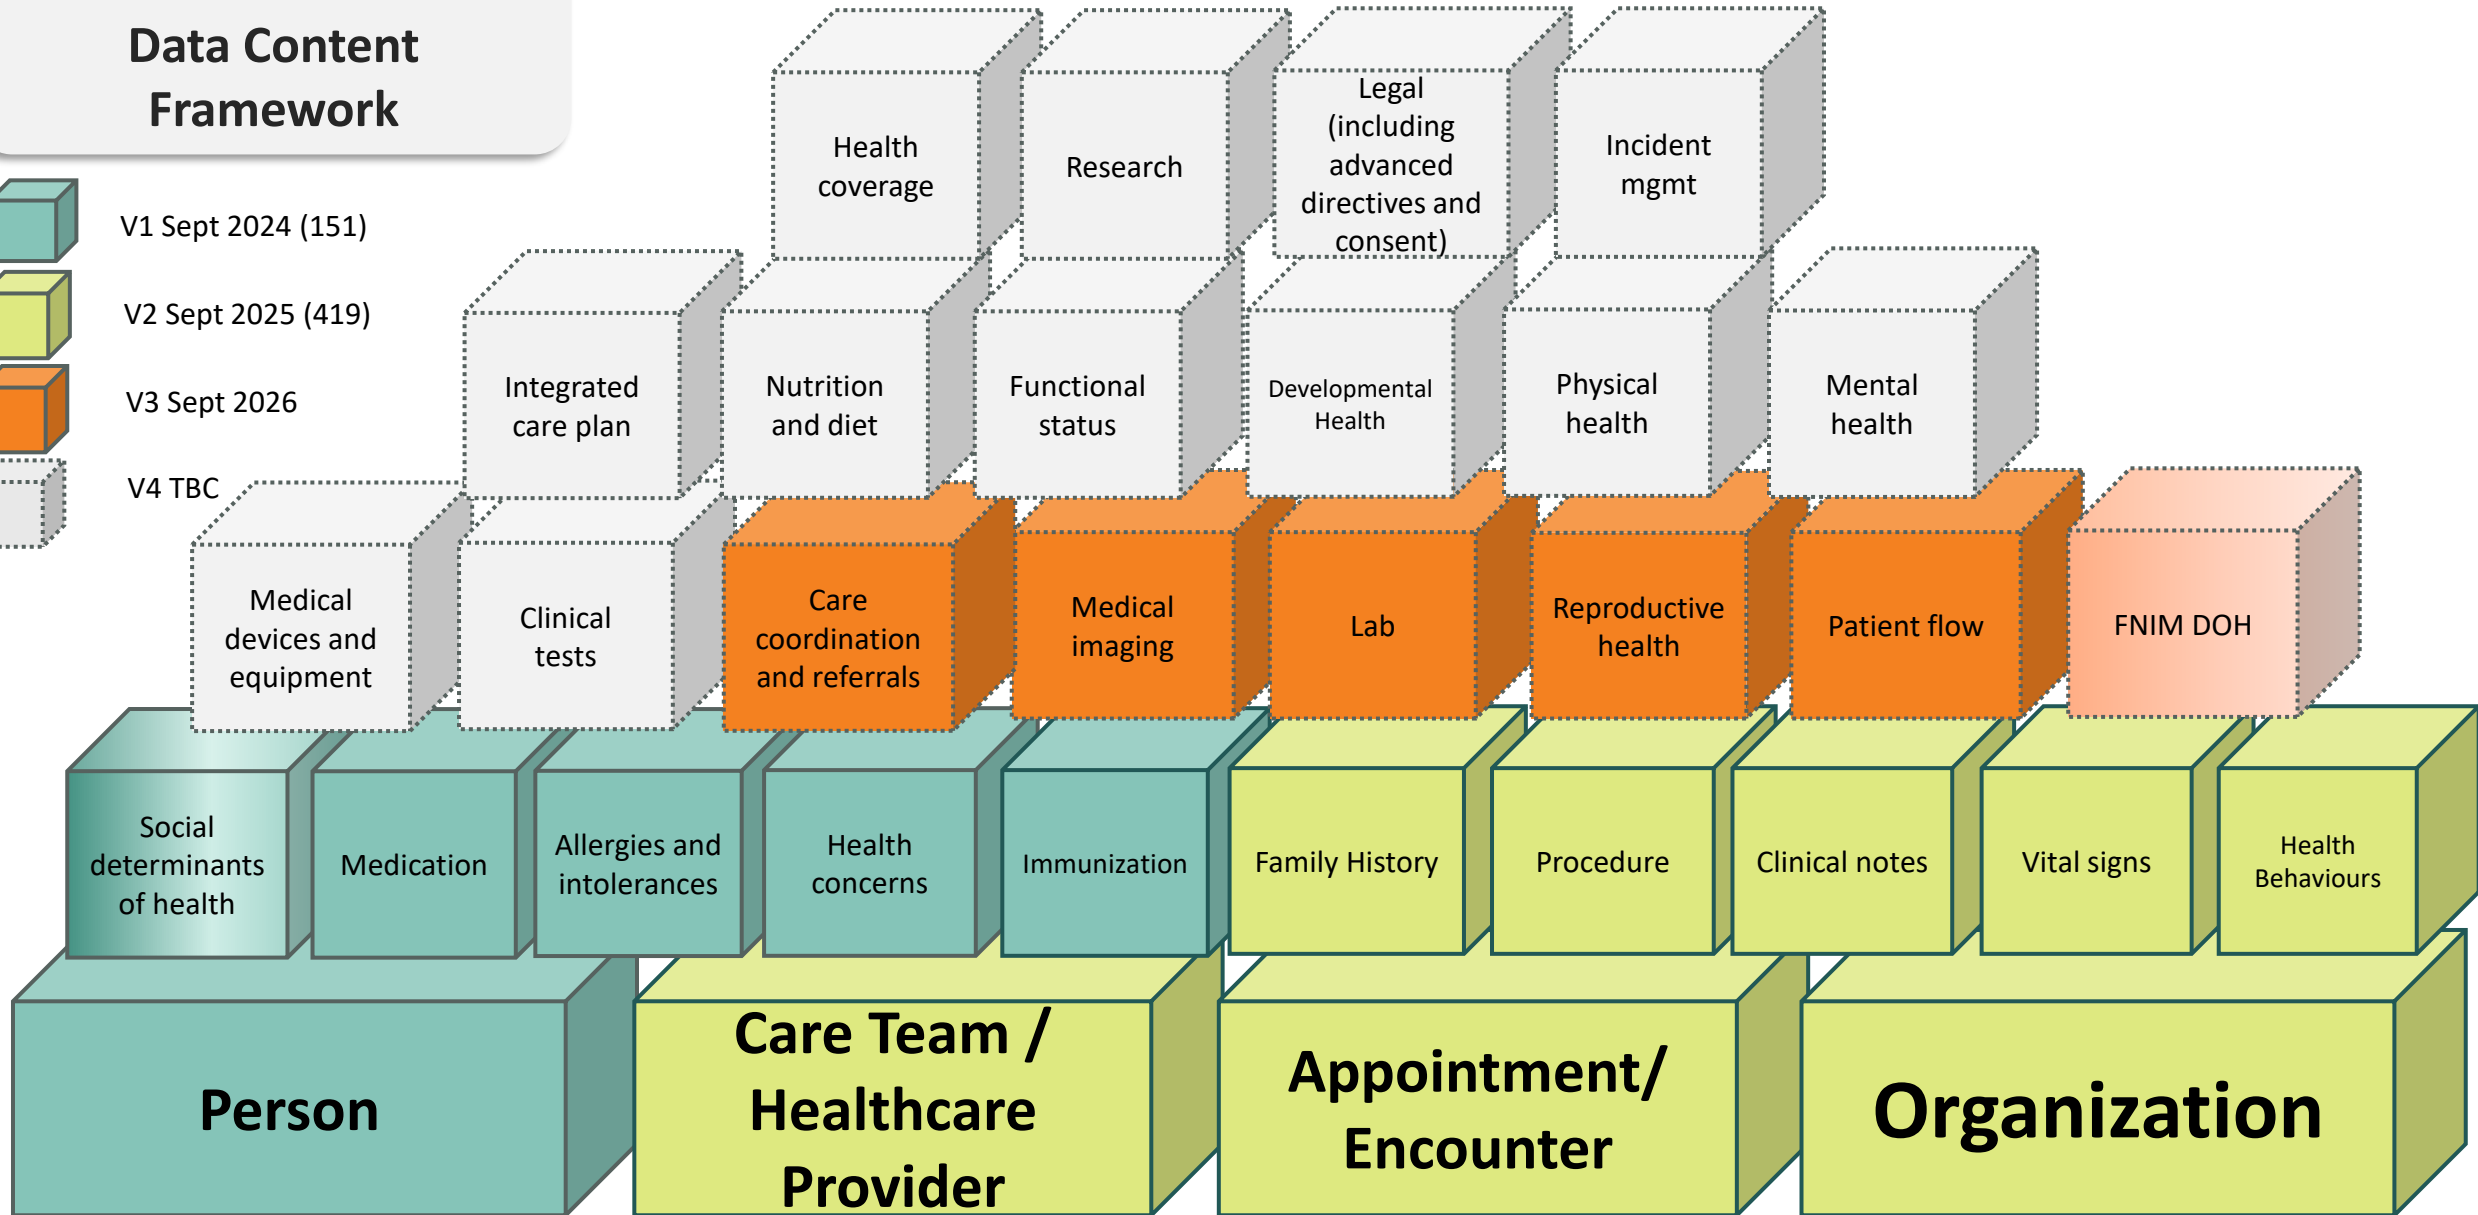 Data Content
Framework
V1 Sept 2024 (151)
V2 Sept 2025 (419)
V3 Sept 2026
V4 TBC
Health
coverage
Research
Legal
(including
advanced
directives and
consent)
Incident
mgmt
Integrated
care plan
Nutrition
and diet
Functional
status
Developmental
Health
Physical
health
Mental
health
Medical
devices and
equipment
Clinical
tests
Care
coordination
and referrals
Medical
imaging
Lab
Reproductive
health
Patient flow
FNIM DOH
Social
determinants
of health
Medication
Allergies and
intolerances
Health
concerns
Immunization
Family History
Procedure
Clinical notes
Vital signs
Health
Behaviours
Person
Care Team /
Healthcare
Provider
Appointment/
Encounter
Organization